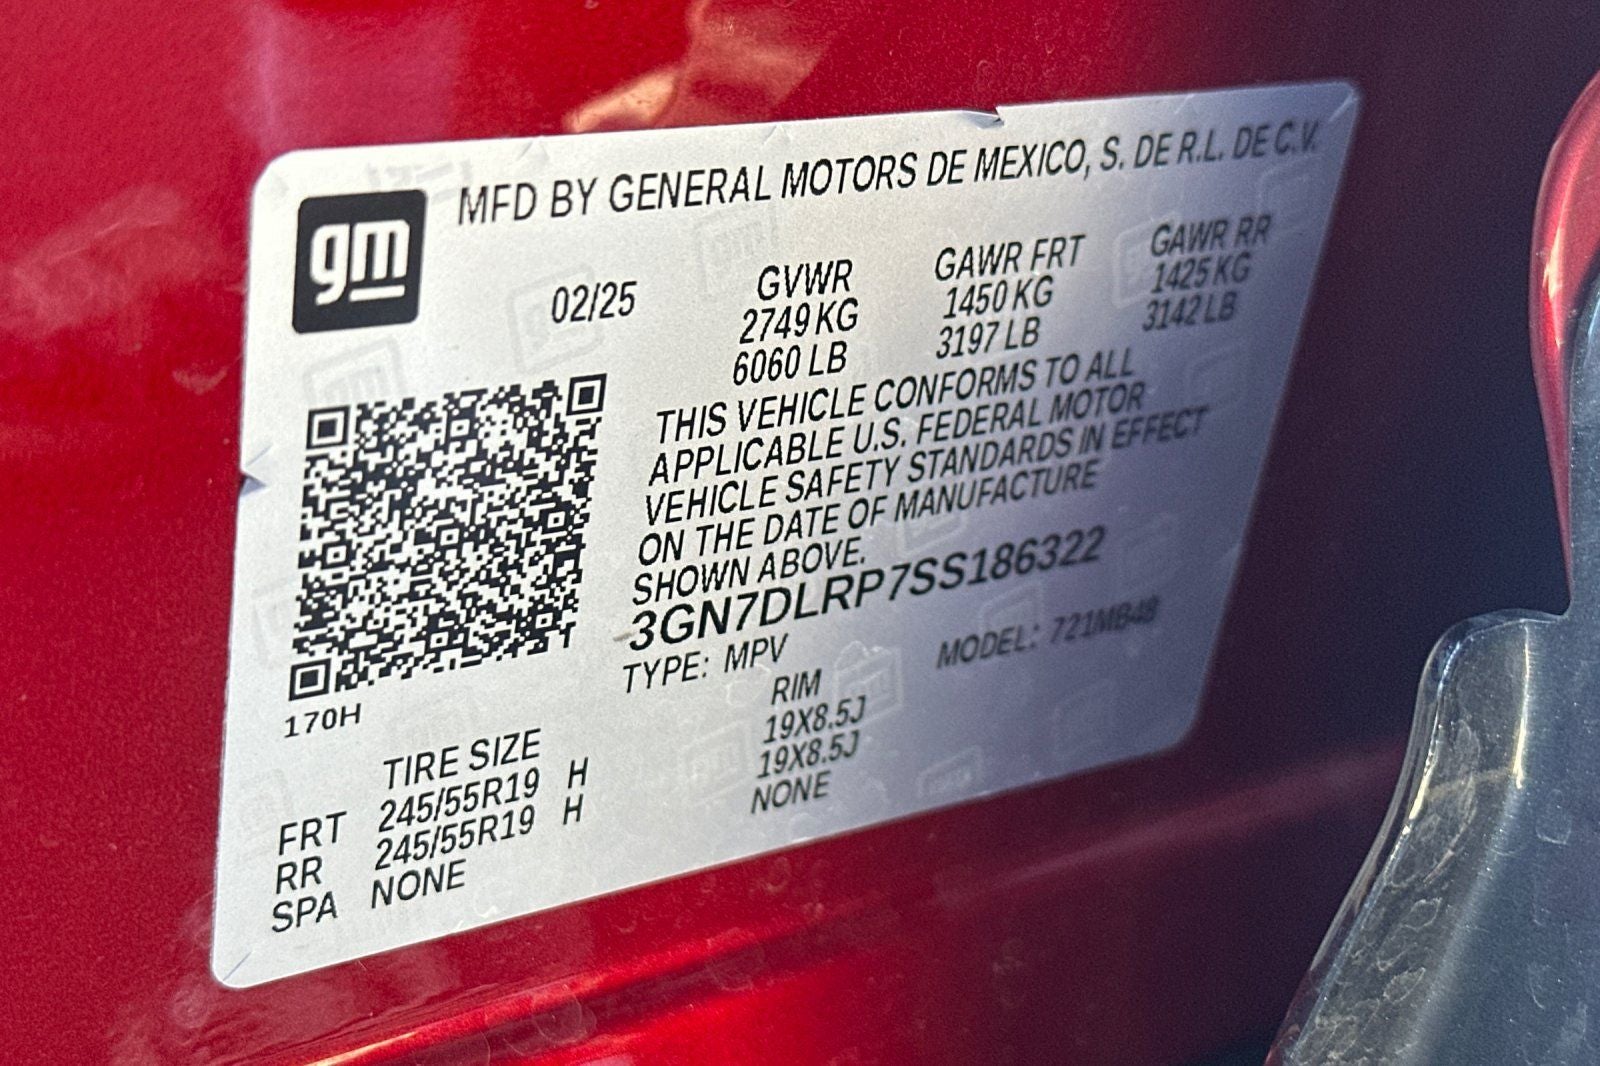 gm
MFD BY GENERAL MOTORS DE MEXICO, S. DE R.L. DE C.V.
02/25
GVWR GAWR FRT GAWR RR
2749 KG 1450 KG 1425 KG
6060 LB 3197 LB 3142 LB
THIS VEHICLE CONFORMS TO ALL
APPLICABLE U.S. FEDERAL MOTOR
VEHICLE SAFETY STANDARDS IN EFFECT
ON THE DATE OF MANUFACTURE
SHOWN ABOVE.
3GN7DLRP7SS186322
TYPE: MPV MODEL: 721MB48
170H
TIRE SIZE RIM
FRT 245/55R19 H 19X8.5J
RR 245/55R19 H 19X8.5J
SPA NONE NONE